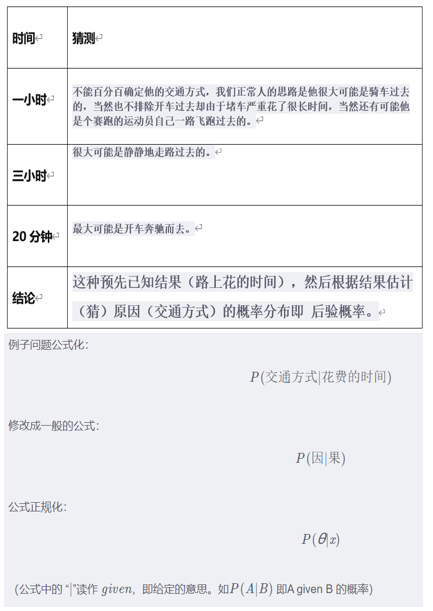 时间 猜测
一小时 不能百分百确定他的交通方式，我们正常人的思路是他很大可能是骑车过去
的，当然也不排除开车过去却由于堵车严重花了很长时间，当然还有可能他
是个赛跑的运动员自己一路飞跑过去的。
三小时 很大可能是静静地走路过去的。
20 分钟 最大可能是开车奔驰而去。
结论 这种预先已知结果（路上花的时间），然后根据结果估计
（猜）原因（交通方式）的概率分布即 后验概率。
例子问题公式化：
P(交通方式|花费的时间)
修改成一般的公式：
P(因|果)
公式正规化：
P(θ|x)
（公式中的 “|”读作 given，即给定的意思。如P(A|B) 即A given B 的概率）